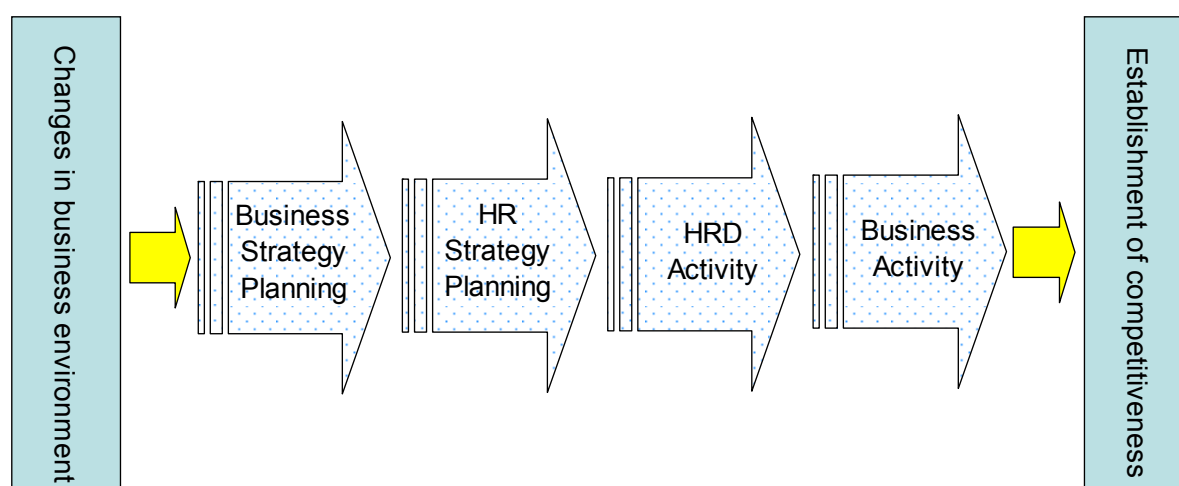 Changes in business environment
Business
Strategy
Planning
HR
Strategy
Planning
HRD
Activity
Business
Activity
Establishment of competitiveness